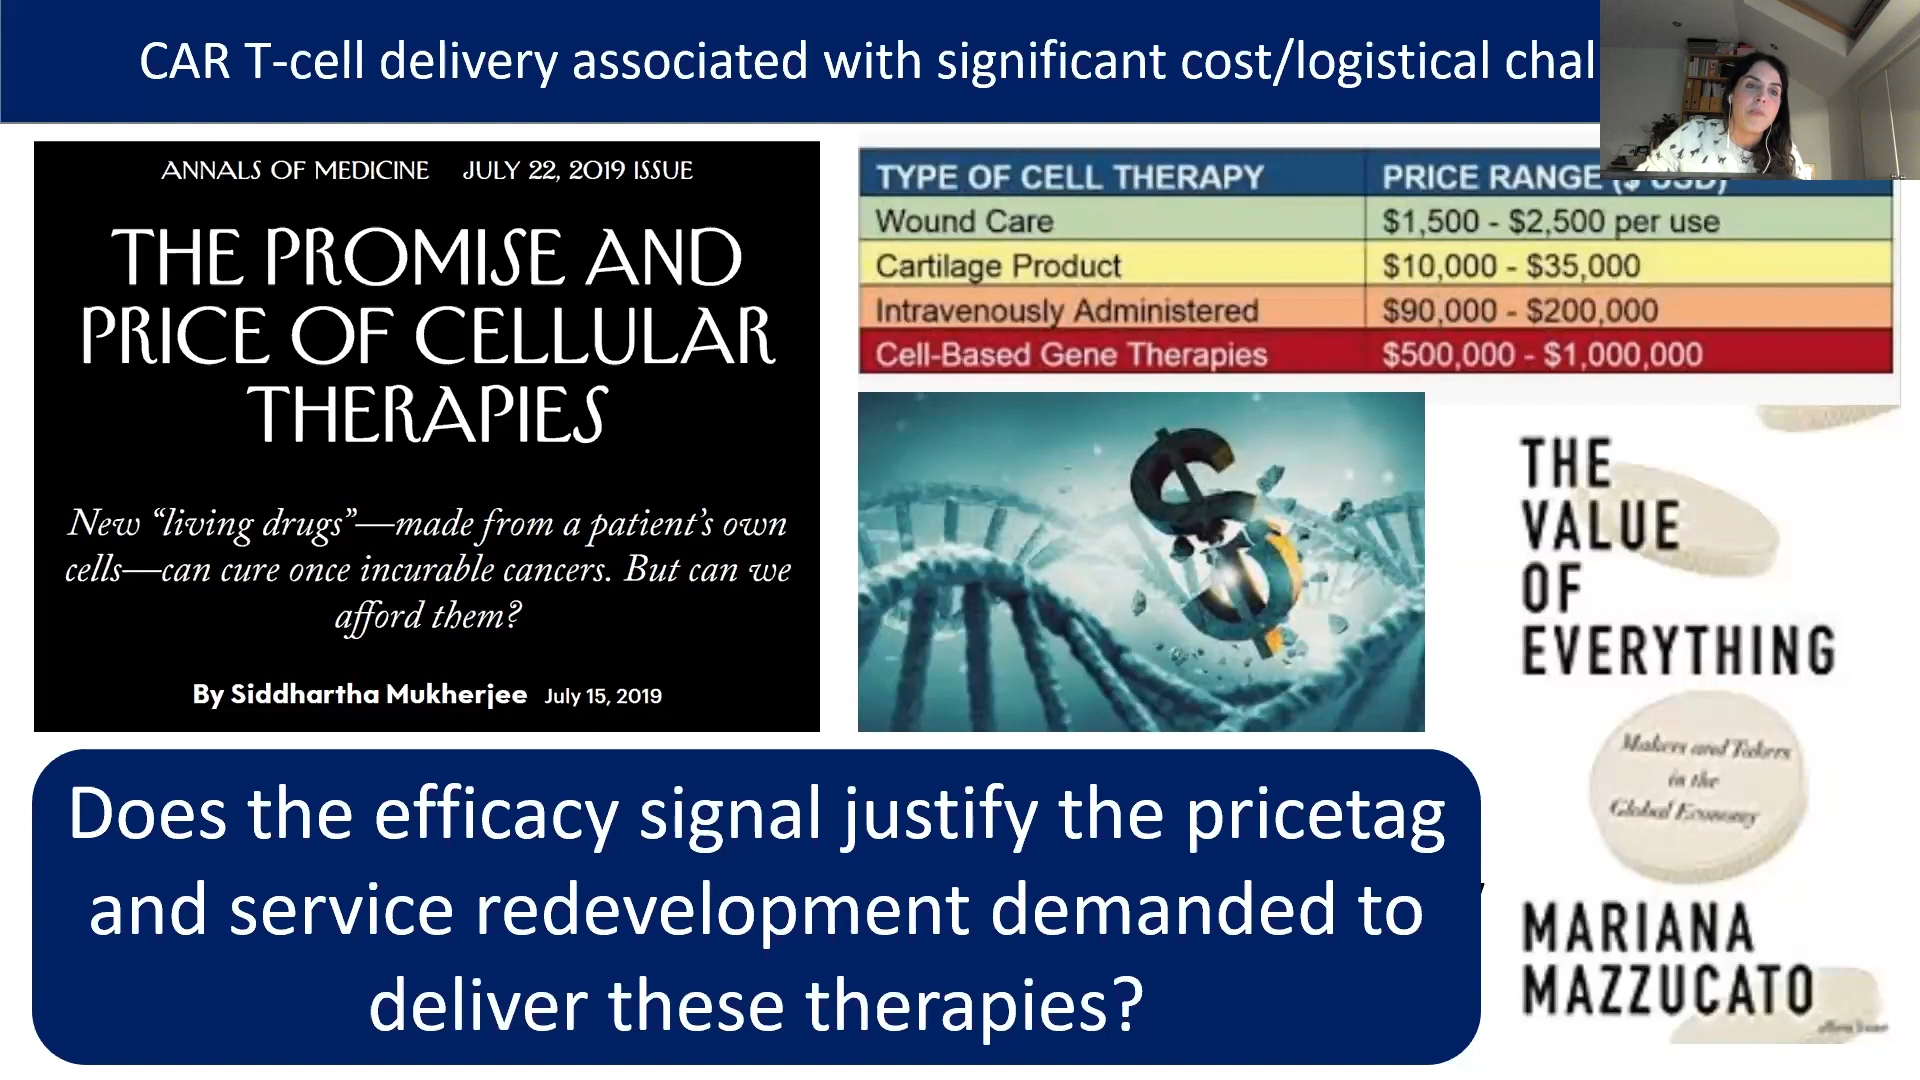 CAR T-cell delivery associated with significant cost/logistical chal
ANNALS OF MEDICINE JULY 22, 2019 ISSUE
THE PROMISE AND
PRICE OF CELLULAR
THERAPIES
New “living drugs”—made from a patient’s own
cells—can cure once incurable cancers. But can we
afford them?
By Siddhartha Mukherjee July 15, 2019
TYPE OF CELL THERAPY PRICE RANGE ($ USD)
Wound Care $1,500 - $2,500 per use
Cartilage Product $10,000 - $35,000
Intravenously Administered $90,000 - $200,000
Cell-Based Gene Therapies $500,000 - $1,000,000
THE
VALUE
OF
EVERYTHING
Makers and Takers
in the
Global Economy
MARIANA
MAZZUCATO
Does the efficacy signal justify the pricetag
and service redevelopment demanded to
deliver these therapies?